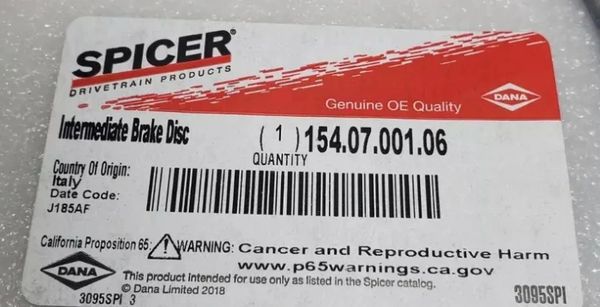 SPICER®
DRIVETRAIN PRODUCTS
Genuine OE Quality
DANA
Intermediate Brake Disc
( 1 ) 154.07.001.06
QUANTITY
Country Of Origin:
Italy
Date Code:
J185AF
California Proposition 65: WARNING: Cancer and Reproductive Harm
www.p65warnings.ca.gov
DANA
This product Intended for use only as listed in the Spicer catalog.
© Dana Limited 2018
3095SPI 3
3095SPI